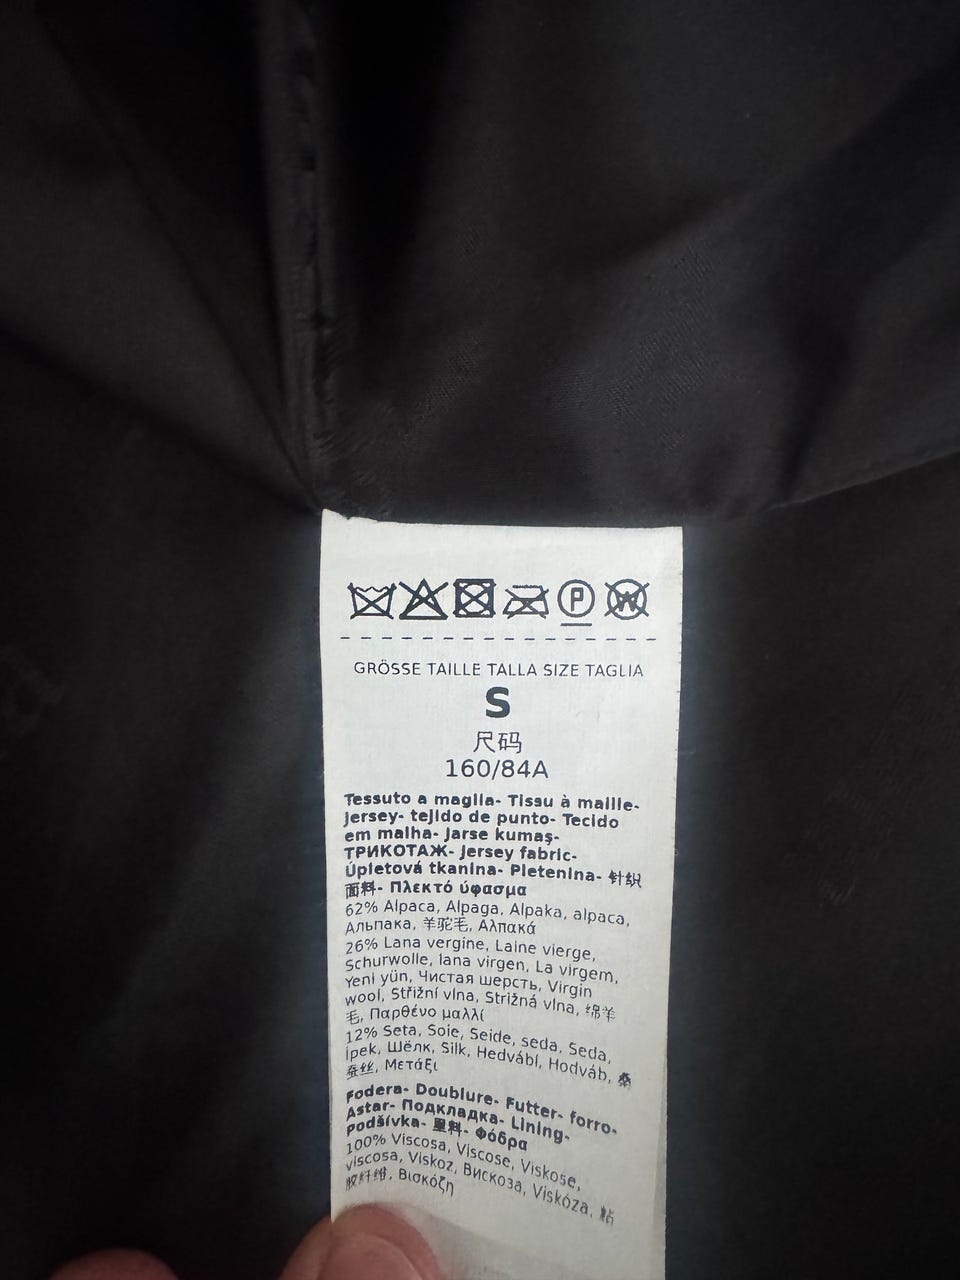 P W
GRÖSSE TAILLE TALLA SIZE TAGLIA
S
尺码
160/84A
Tessuto a maglia- Tissu à maille-
jersey- tejido de punto- Tecido
em malha- Jarse kumaş-
ТРИКОТАЖ- Jersey fabric-
Úpletová tkanina- Pletenina- 针织
面料- Πλεκτό ύφασμα
62% Alpaca, Alpaga, Alpaka, alpaca,
Альпака, 羊驼毛, Αλπακά
26% Lana vergine, Laine vierge,
Schurwolle, lana virgen, La virgem,
Yeni yün, Чистая шерсть, Virgin
wool, Střižní vlna, Strižná vlna, 绵羊
毛, Παρθένο μαλλί
12% Seta, Soie, Seide, seda, Seda,
İpek, Шёлк, Silk, Hedvábí, Hodváb, 桑
蚕丝, Μετάξι
Fodera- Doublure- Futter- forro-
Astar- Подкладка- Lining-
Podšívka- 里料- Φόδρα
100% Viscosa, Viscose, Viskose,
viscosa, Viskoz, Вискоза, Viskóza, 粘
胶纤维, Βισκόζη